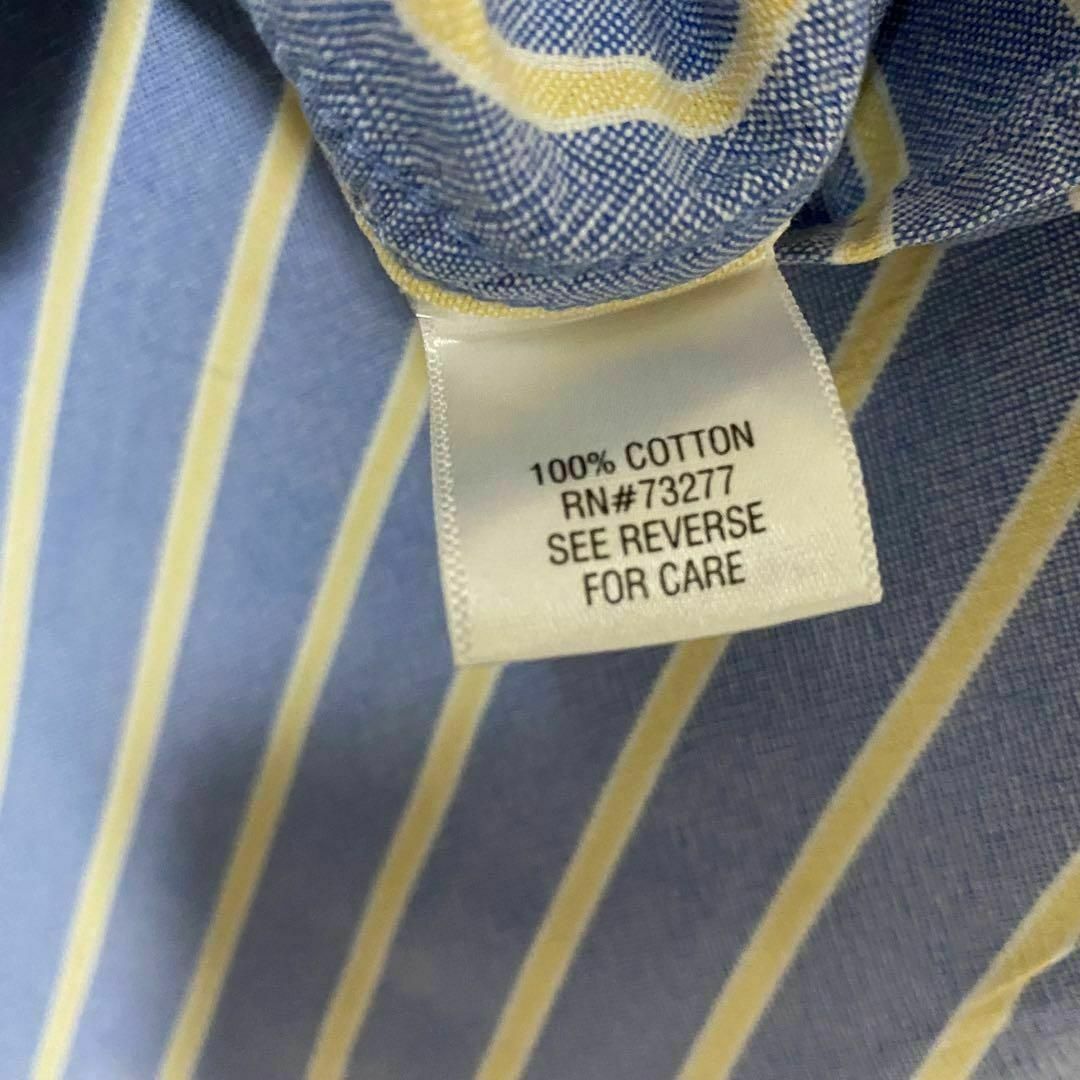 100% COTTON
RN#73277
SEE REVERSE
FOR CARE